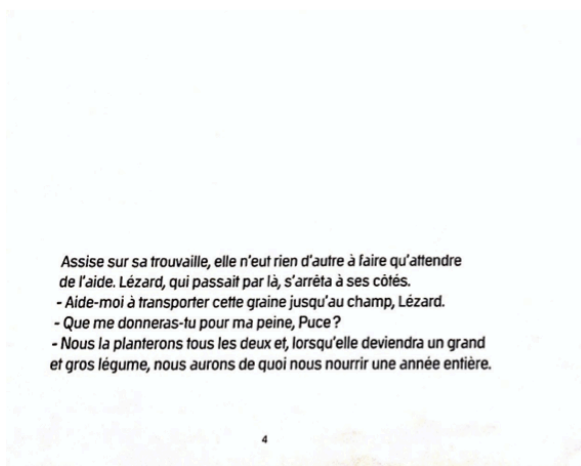 Assise sur sa trouvaille, elle n'eut rien d'autre à faire qu'attendre
de l'aide. Lézard, qui passait par là, s'arrêta à ses côtés.
- Aide-moi à transporter cette graine jusqu'au champ, Lézard.
- Que me donneras-tu pour ma peine, Puce ?
- Nous la planterons tous les deux et, lorsqu'elle deviendra un grand
et gros légume, nous aurons de quoi nous nourrir une année entière.
4